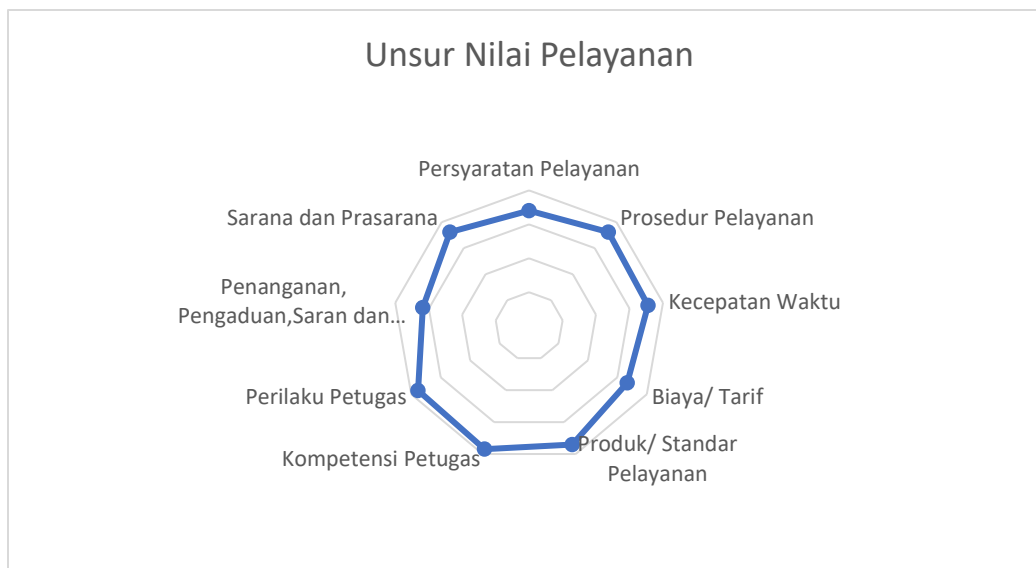 Unsur Nilai Pelayanan
Persyaratan Pelayanan
Prosedur Pelayanan
Kecepatan Waktu
Biaya/ Tarif
Produk/ Standar
Pelayanan
Kompetensi Petugas
Perilaku Petugas
Penanganan,
Pengaduan,Saran dan...
Sarana dan Prasarana